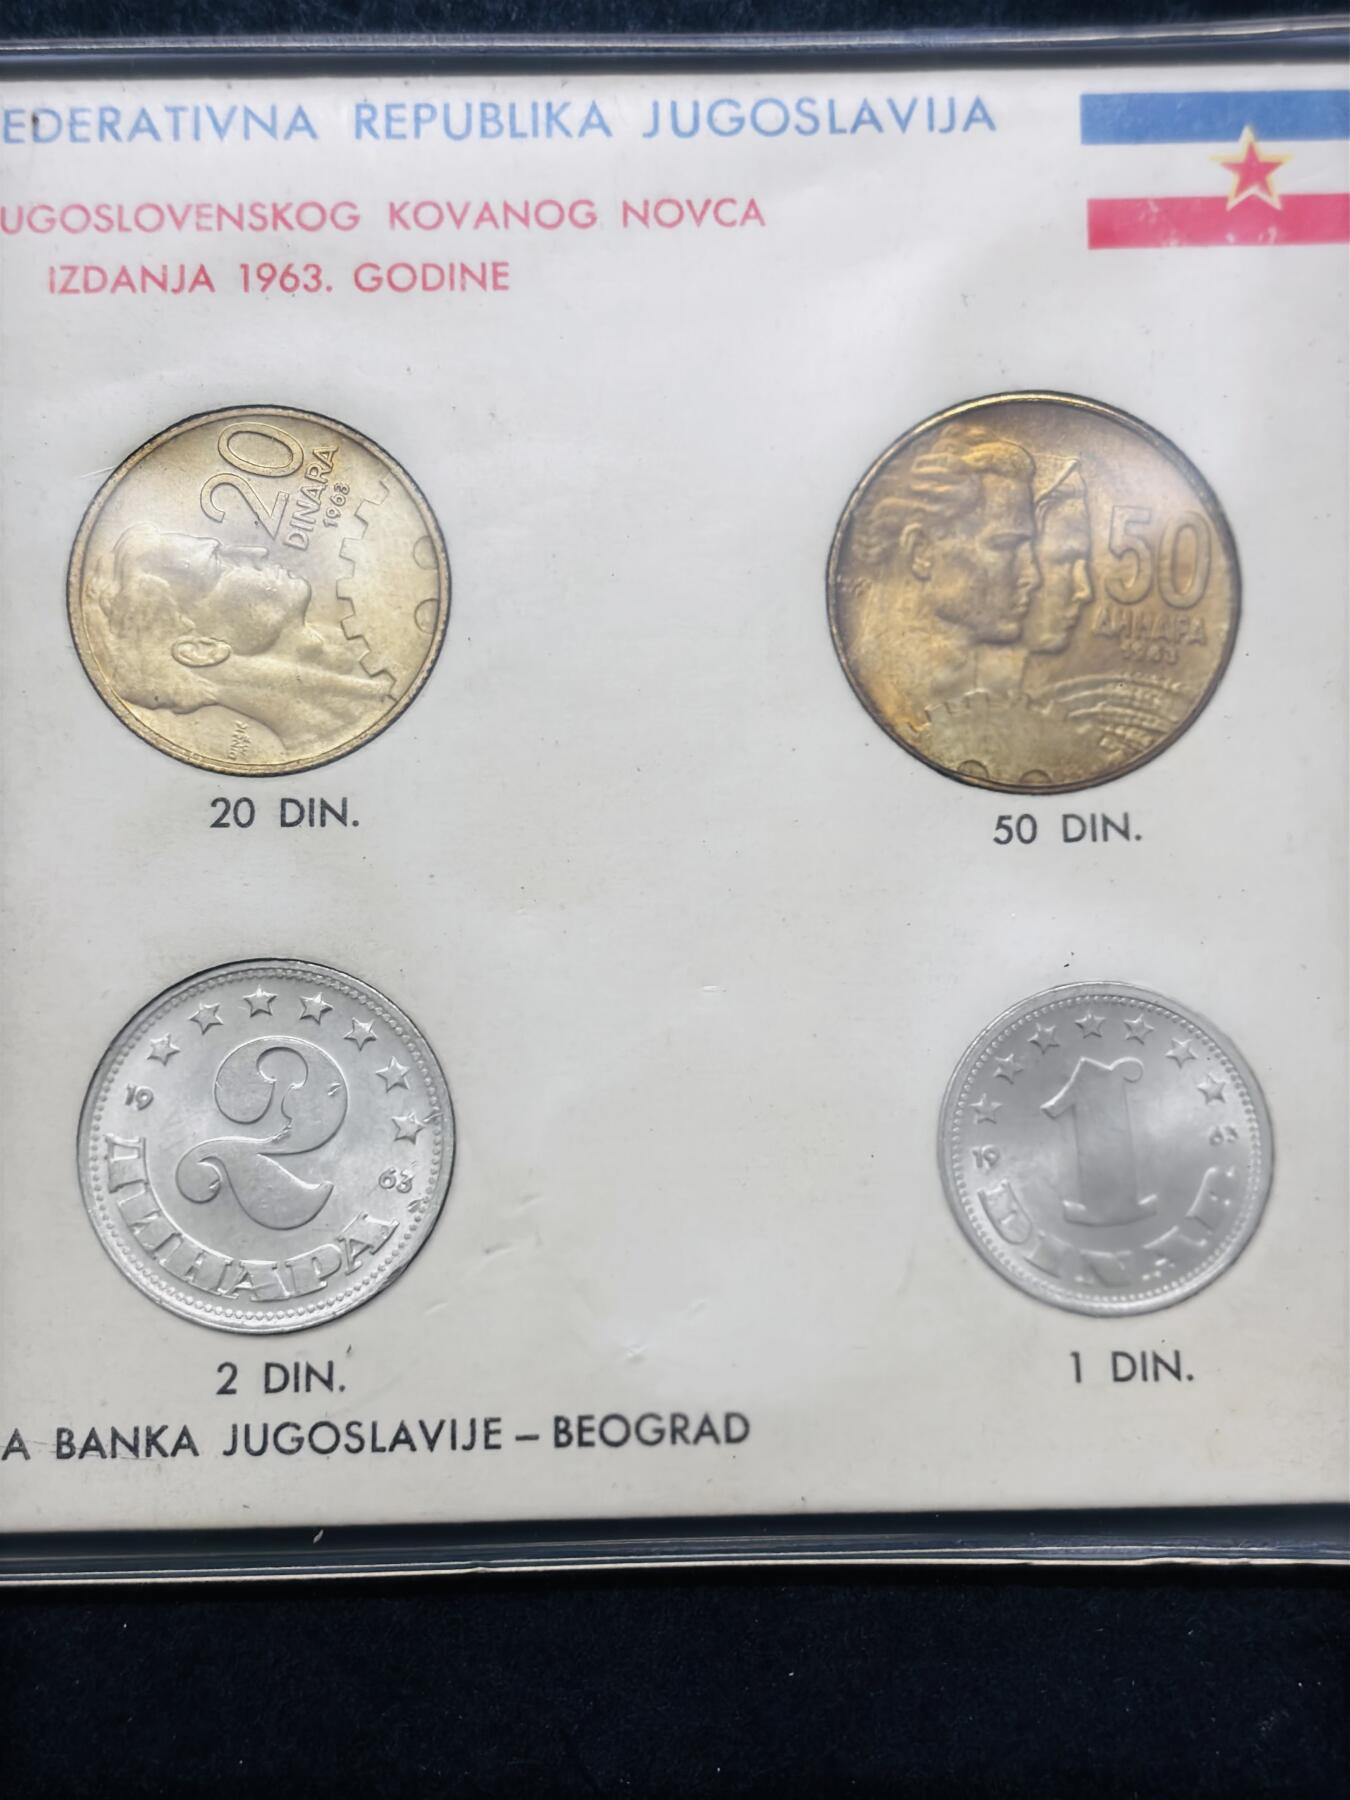 EDERATIVNA REPUBLIKA JUGOSLAVIJA
UGOSLOVENSKOG KOVANOG NOVCA
IZDANJA 1963. GODINE
20
DINARA
1963
20 DIN.
50
ДИНАРА
1963
50 DIN.
2
19 63
ДИНАРА
2 DIN.
1
19 63
DINAR
1 DIN.
A BANKA JUGOSLAVIJE – BEOGRAD